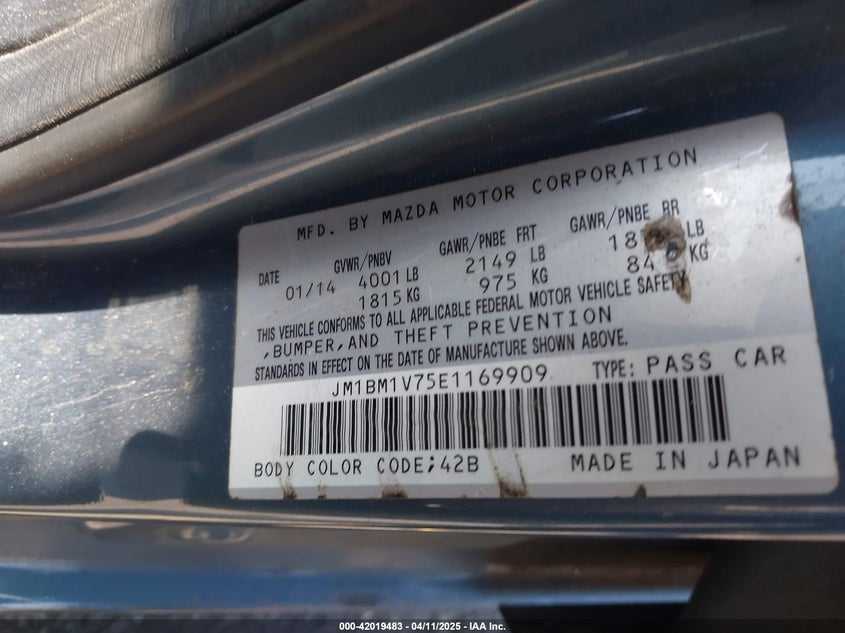 MFD. BY MAZDA MOTOR CORPORATION
DATE GVWR/PNBV GAWR/PNBE FRT GAWR/PNBE RR
01/14 4001 LB 2149 LB LB
1815 KG 975 KG KG
THIS VEHICLE CONFORMS TO ALL APPLICABLE FEDERAL MOTOR VEHICLE SAFETY
,BUMPER,AND THEFT PREVENTION
STANDARDS IN EFFECT ON THE DATE OF MANUFACTURE SHOWN ABOVE.
JM1BM1V75E1169909 TYPE: PASS CAR
BODY COLOR CODE;42B MADE IN JAPAN
000-42019483 - 04/11/2025 - IAA Inc.